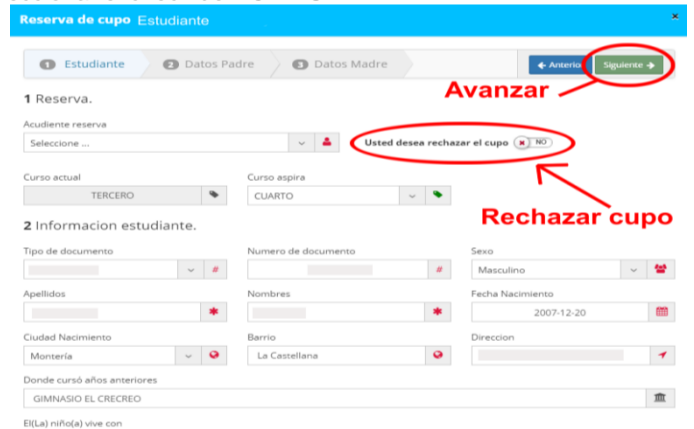 Reserva de cupo Estudiante ×
1 Estudiante 2 Datos Padre 3 Datos Madre Anterio Siguiente
Avanzar
1 Reserva.
Acudiente reserva
Seleccione ... Usted desea rechazar el cupo NO
Curso actual Curso aspira
TERCERO CUARTO
Rechazar cupo
2 Informacion estudiante.
Tipo de documento Numero de documento Sexo
# # Masculino
Apellidos Nombres Fecha Nacimiento
2007-12-20
Ciudad Nacimiento Barrio Direccion
Montería La Castellana
Donde cursó años anteriores
GIMNASIO EL CRECREO
El(La) niño(a) vive con